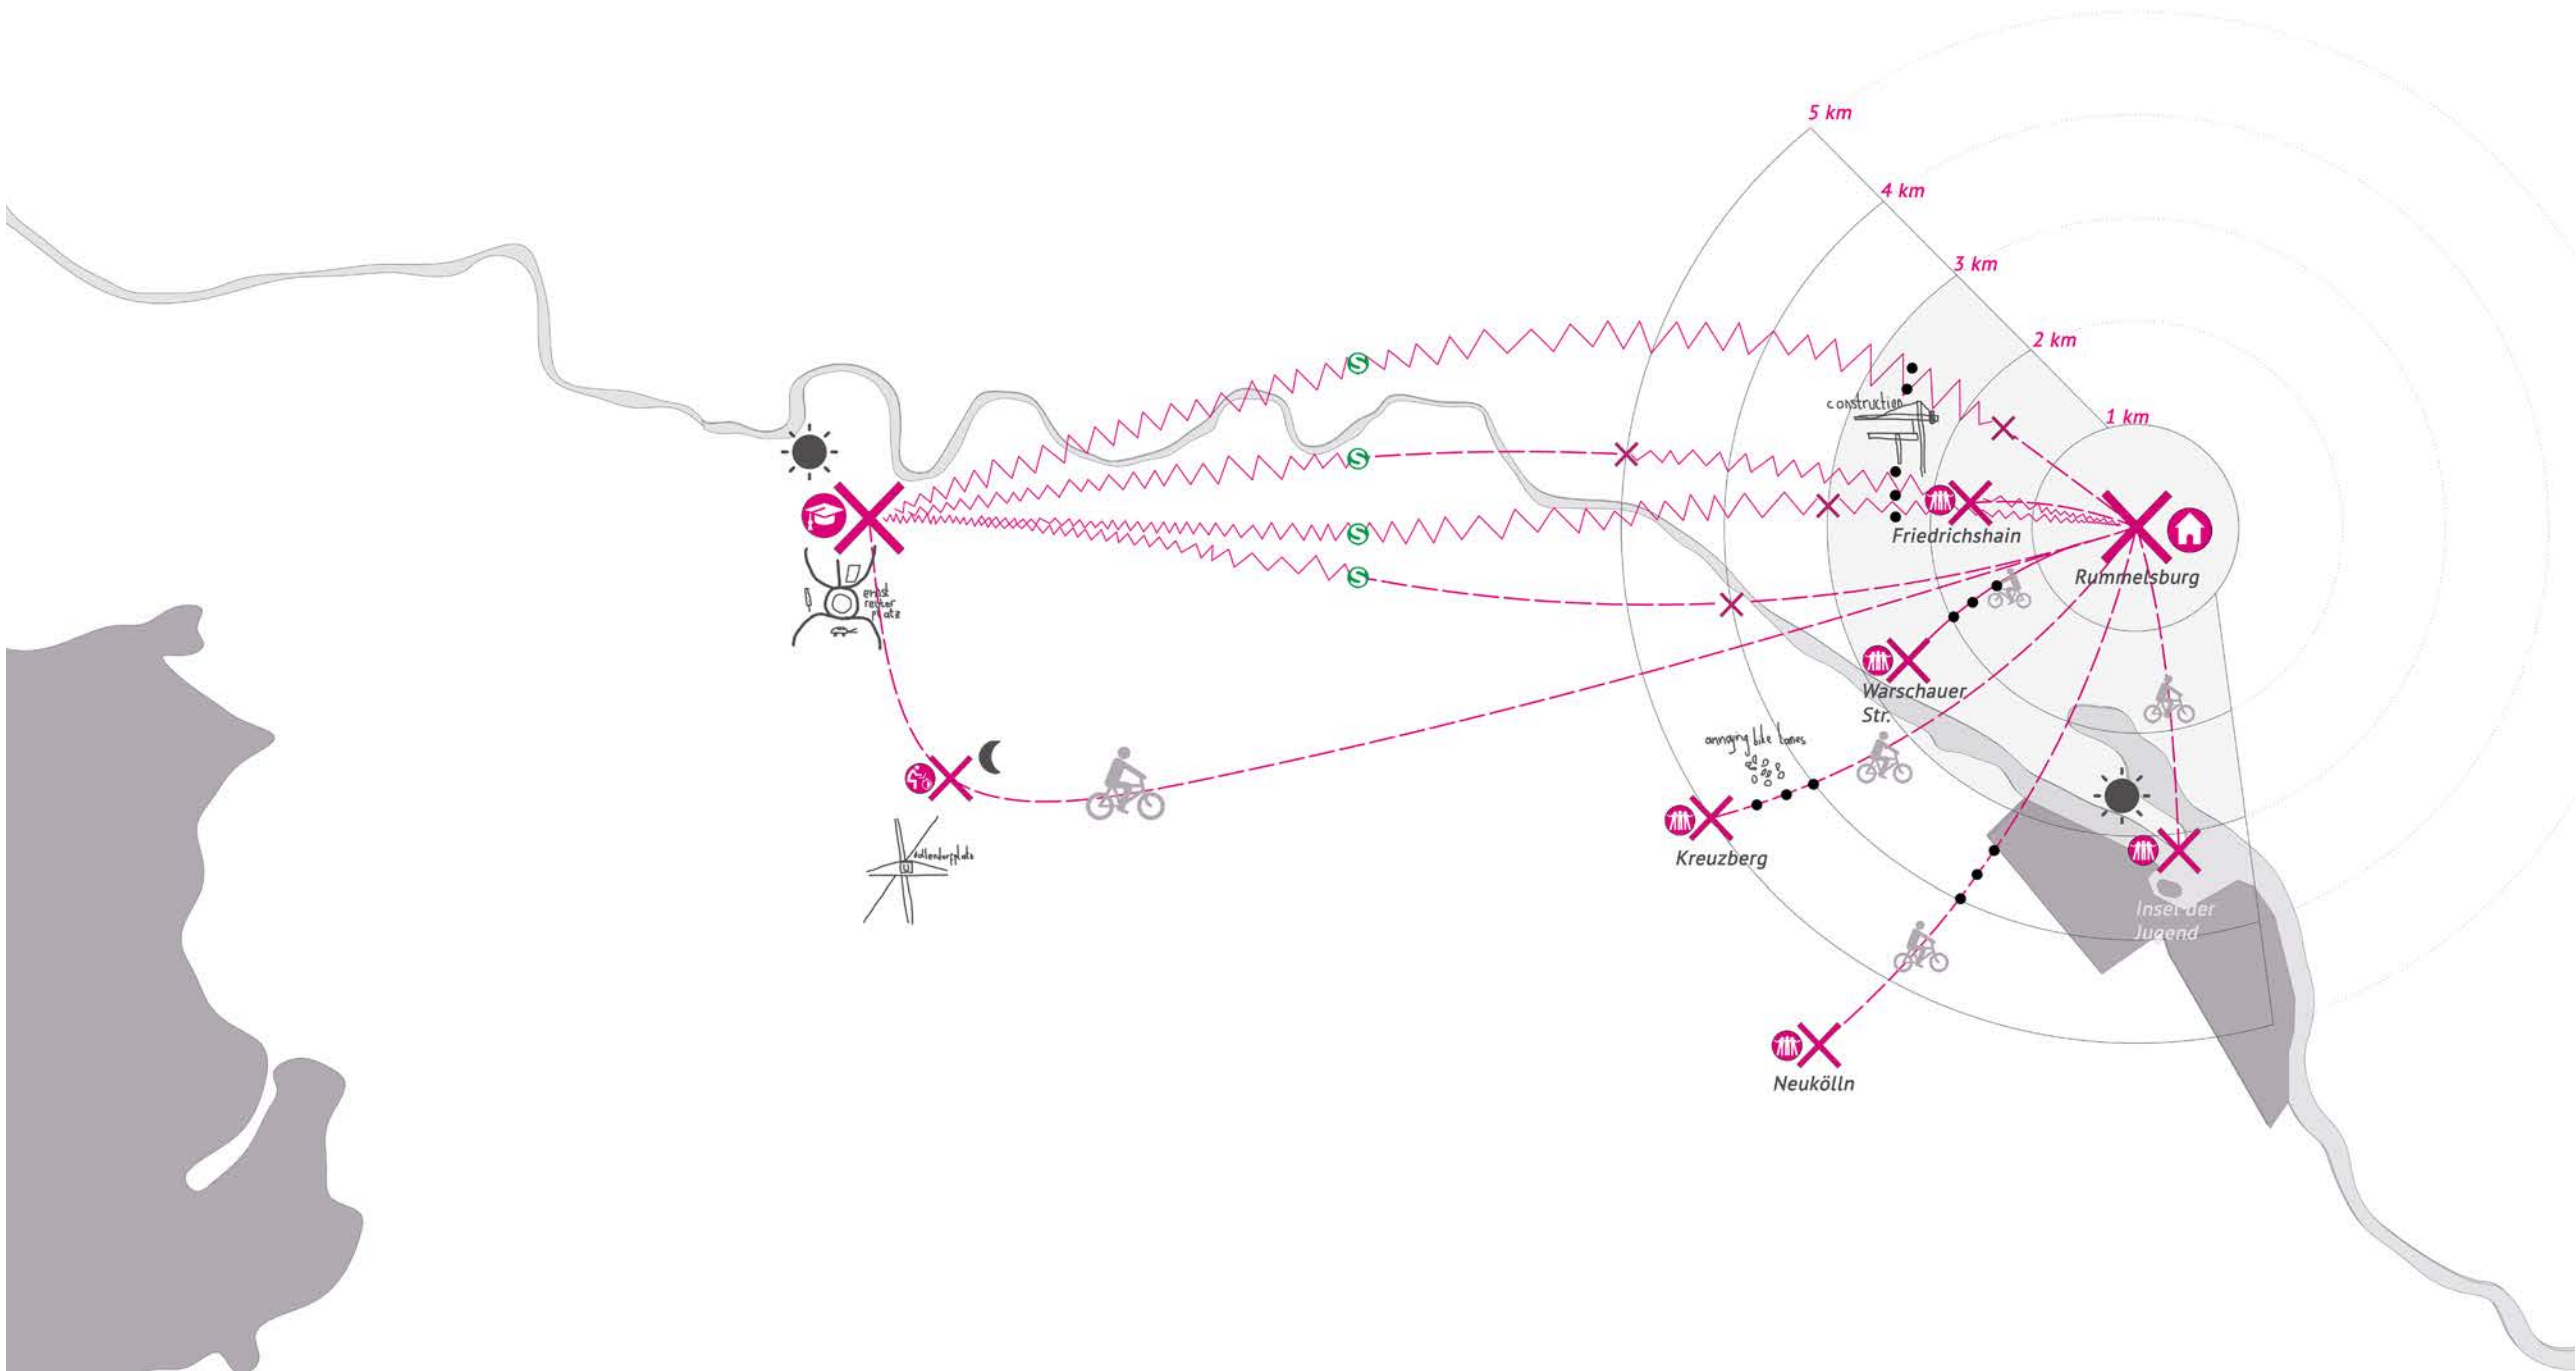 5 km
4 km
3 km
2 km
1 km
construction
S
S
S
S
Friedrichshain
Rummelsburg
ernst
reuter
platz
Warschauer
Str.
annoying bike lanes
Kreuzberg
Nollendorfplatz
U
Insel der
Jugend
Neukölln